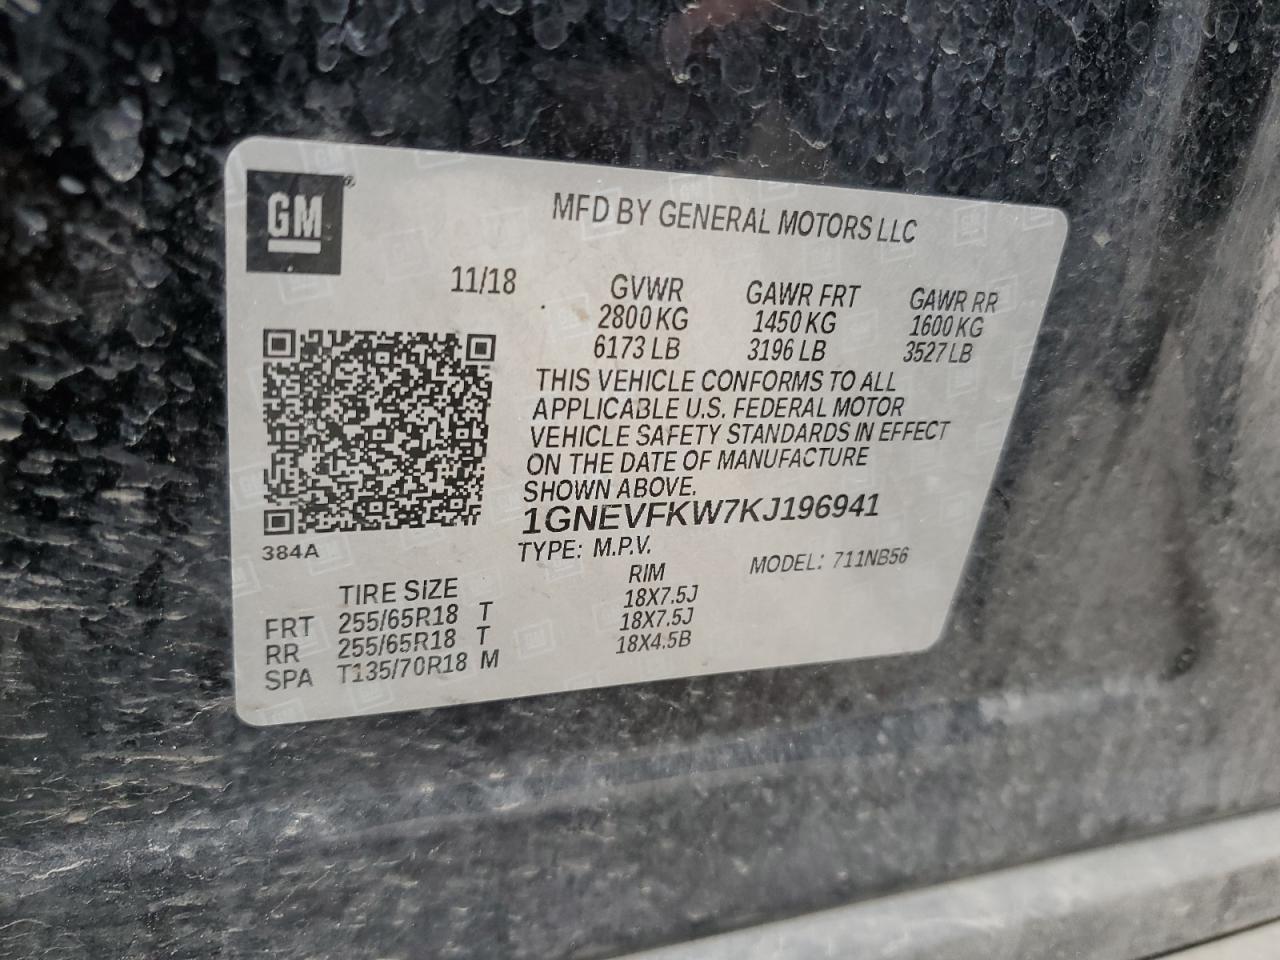 GM
MFD BY GENERAL MOTORS LLC
11/18 GVWR GAWR FRT GAWR RR
2800 KG 1450 KG 1600 KG
6173 LB 3196 LB 3527 LB
THIS VEHICLE CONFORMS TO ALL
APPLICABLE U.S. FEDERAL MOTOR
VEHICLE SAFETY STANDARDS IN EFFECT
ON THE DATE OF MANUFACTURE
SHOWN ABOVE.
1GNEVFKW7KJ196941
384A TYPE: M.P.V. MODEL: 711NB56
TIRE SIZE RIM
FRT 255/65R18 T 18X7.5J
RR 255/65R18 T 18X7.5J
SPA T135/70R18 M 18X4.5B